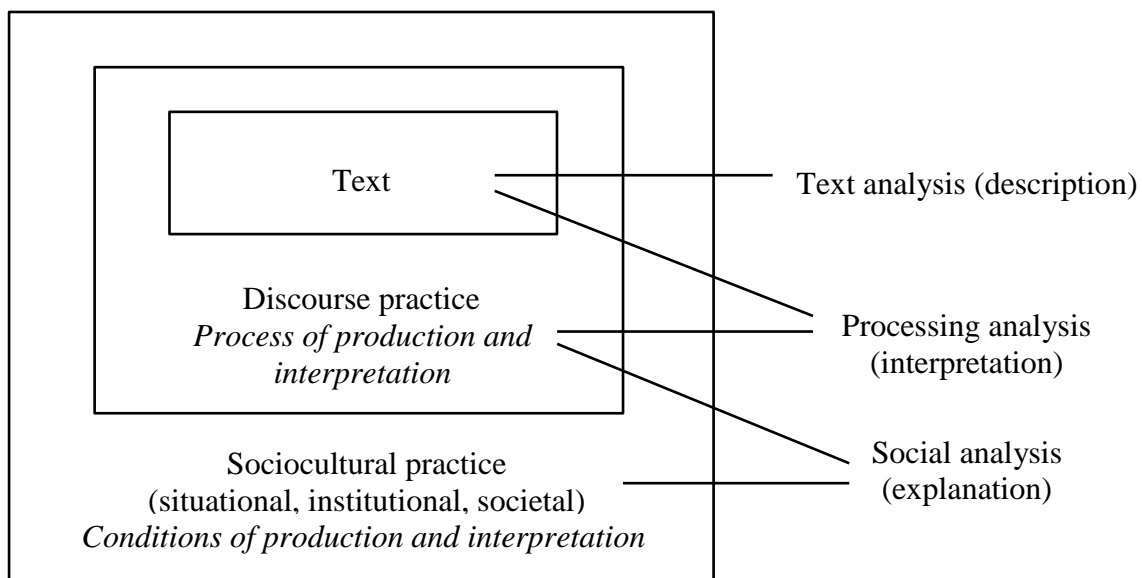 Text
Text analysis (description)
Discourse practice
Process of production and
interpretation
Processing analysis
(interpretation)
Sociocultural practice
(situational, institutional, societal)
Conditions of production and interpretation
Social analysis
(explanation)